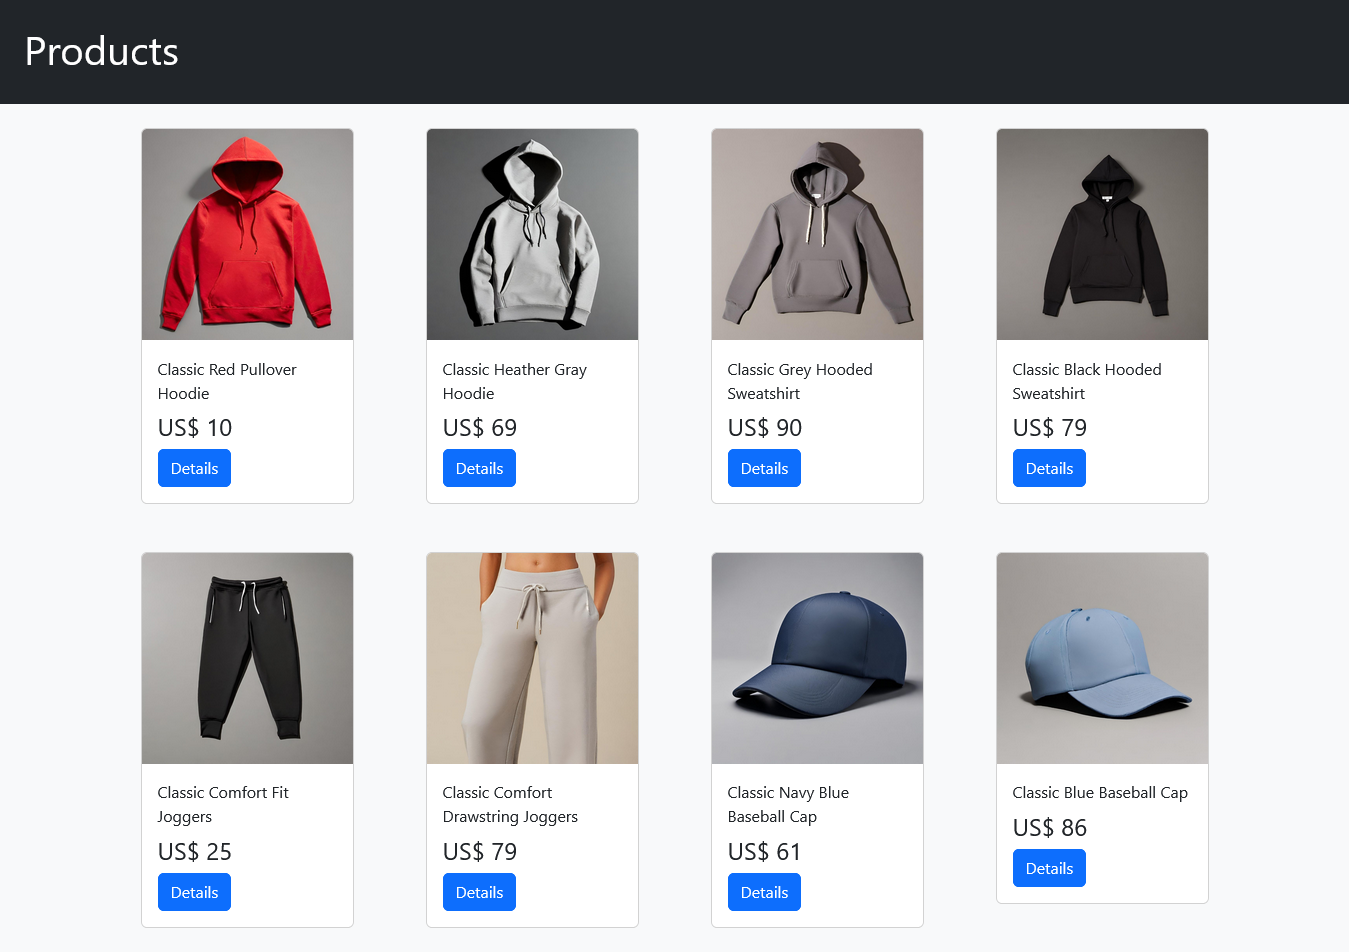 Products
Classic Red Pullover
Hoodie
US$ 10
Details
Classic Heather Gray
Hoodie
US$ 69
Details
Classic Grey Hooded
Sweatshirt
US$ 90
Details
Classic Black Hooded
Sweatshirt
US$ 79
Details
Classic Comfort Fit
Joggers
US$ 25
Details
Classic Comfort
Drawstring Joggers
US$ 79
Details
Classic Navy Blue
Baseball Cap
US$ 61
Details
Classic Blue Baseball Cap
US$ 86
Details